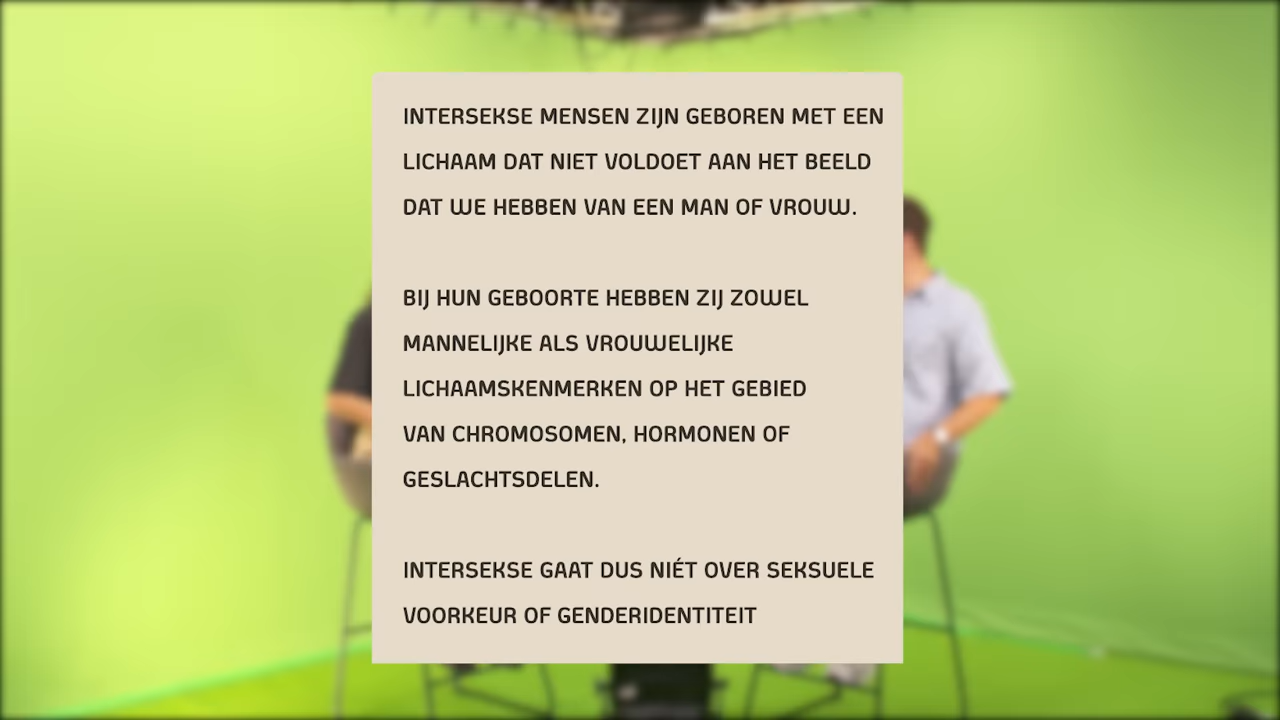 INTERSEKSE MENSEN ZIJN GEBOREN MET EEN
LICHAAM DAT NIET VOLDOET AAN HET BEELD
DAT WE HEBBEN VAN EEN MAN OF VROUW.
BIJ HUN GEBOORTE HEBBEN ZIJ ZOWEL
MANNELIJKE ALS VROUWELIJKE
LICHAAMSKENMERKEN OP HET GEBIED
VAN CHROMOSOMEN, HORMONEN OF
GESLACHTSDELEN.
INTERSEKSE GAAT DUS NIÉT OVER SEKSUELE
VOORKEUR OF GENDERIDENTITEIT